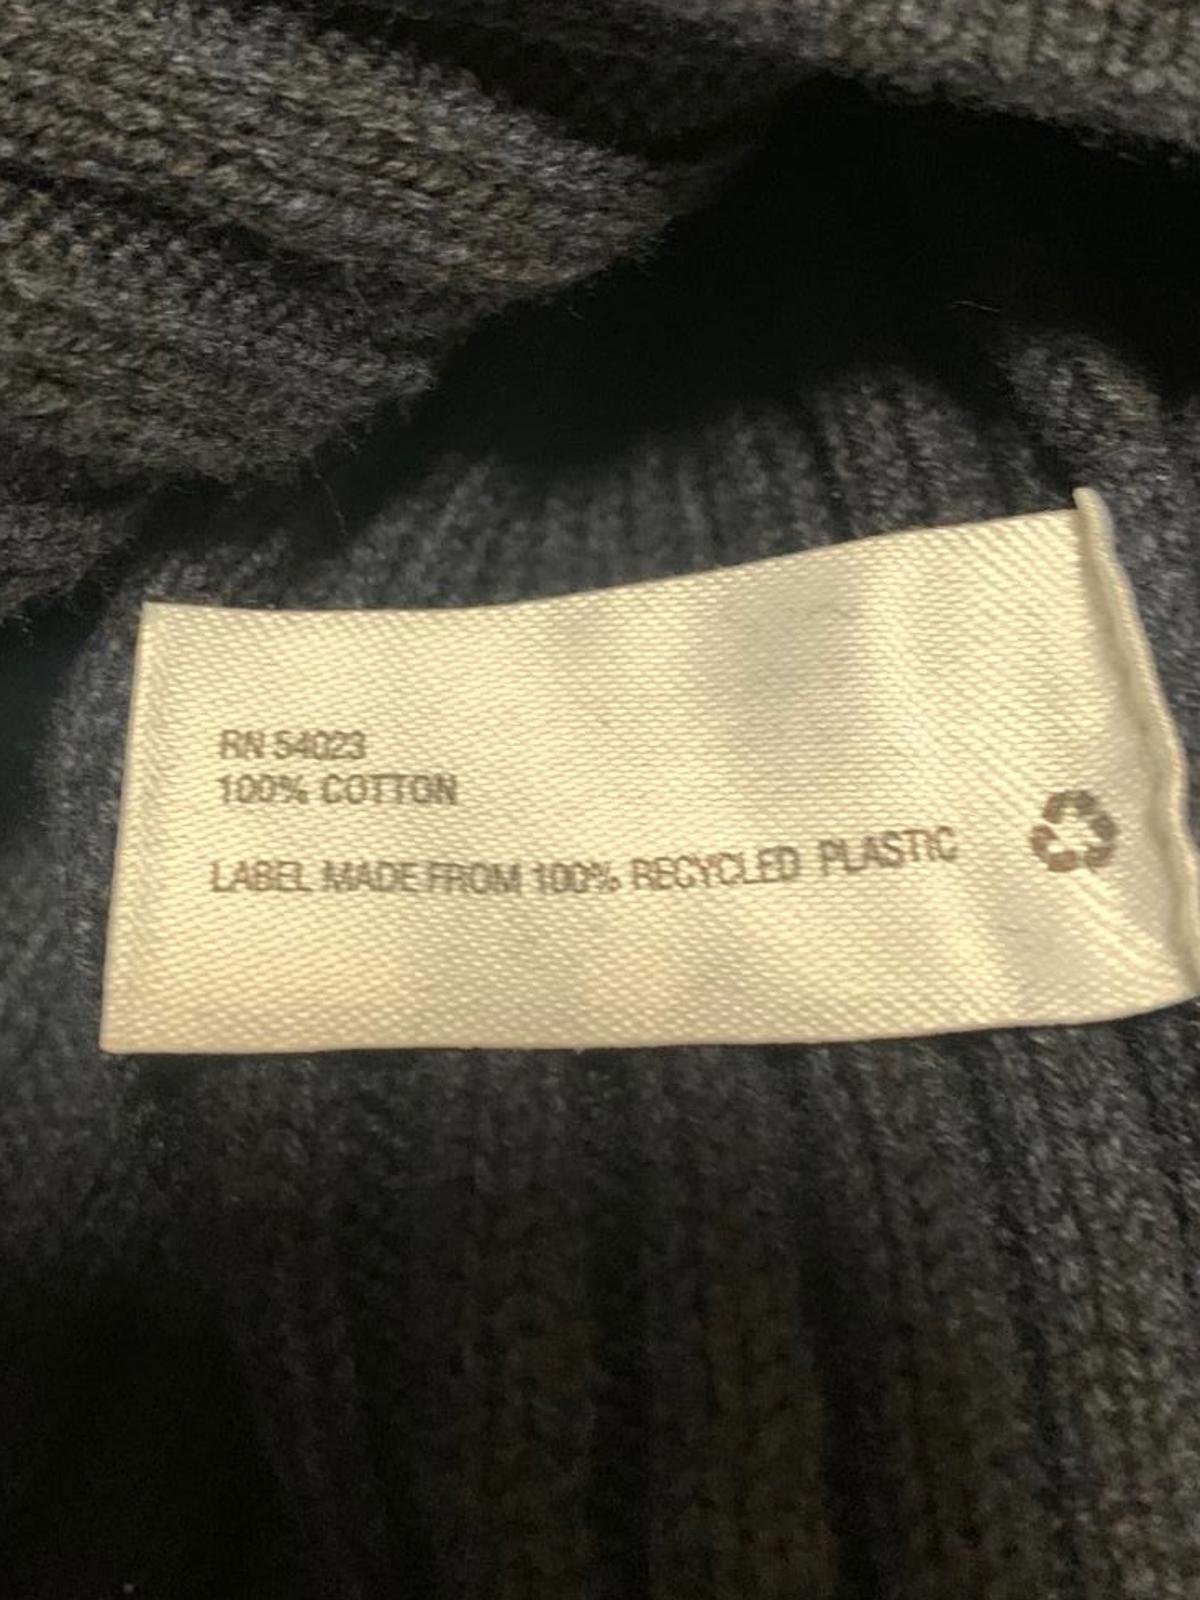 RN 54023
100% COTTON
LABEL MADE FROM 100% RECYCLED PLASTIC